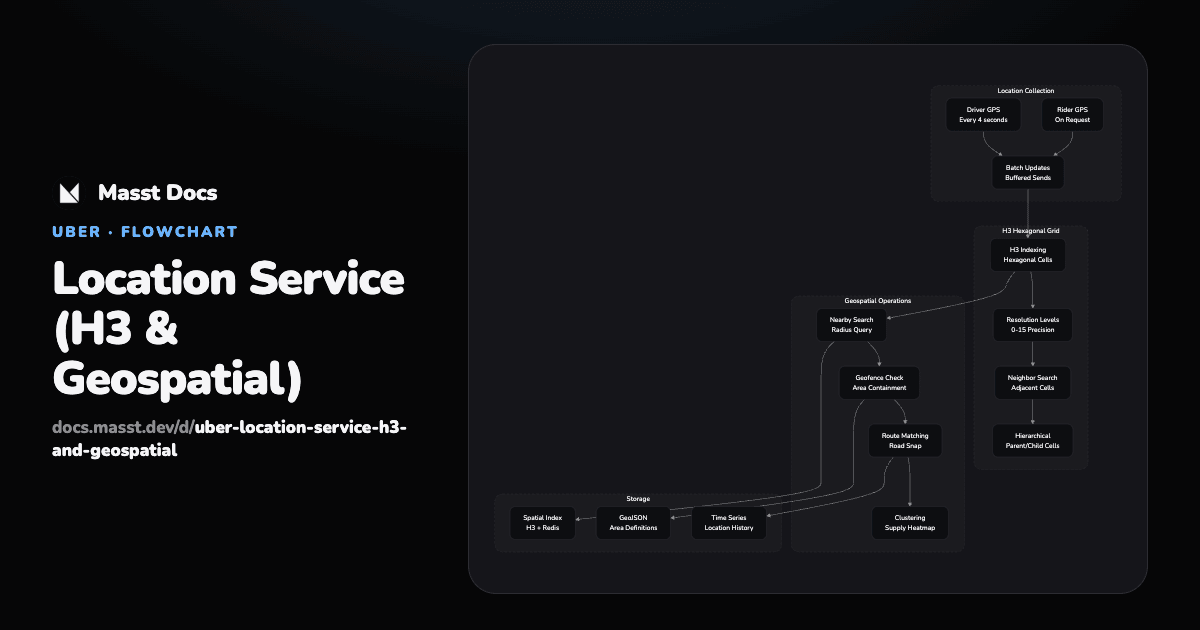 Masst Docs
UBER · FLOWCHART
Location Service
(H3 &
Geospatial)
docs.masst.dev/d/uber-location-service-h3-
and-geospatial
Location Collection
Driver GPS
Every 4 seconds
Rider GPS
On Request
Batch Updates
Buffered Sends
H3 Hexagonal Grid
H3 Indexing
Hexagonal Cells
Resolution Levels
0-15 Precision
Neighbor Search
Adjacent Cells
Hierarchical
Parent/Child Cells
Geospatial Operations
Nearby Search
Radius Query
Geofence Check
Area Containment
Route Matching
Road Snap
Clustering
Supply Heatmap
Storage
Spatial Index
H3 + Redis
GeoJSON
Area Definitions
Time Series
Location History